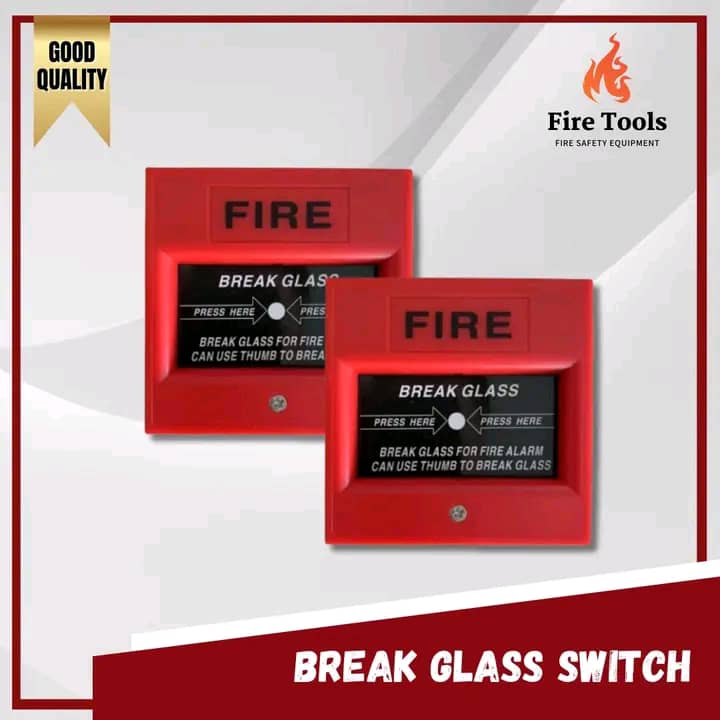 GOOD
QUALITY
Fire Tools
FIRE SAFETY EQUIPMENT
FIRE
BREAK GLASS
PRESS HERE
BREAK GLASS FOR FIRE
CAN USE THUMB TO
FIRE
BREAK GLASS
PRESS HERE PRESS HERE
BREAK GLASS FOR FIRE ALARM
CAN USE THUMB TO BREAK GLASS
BREAK GLASS SWITCH